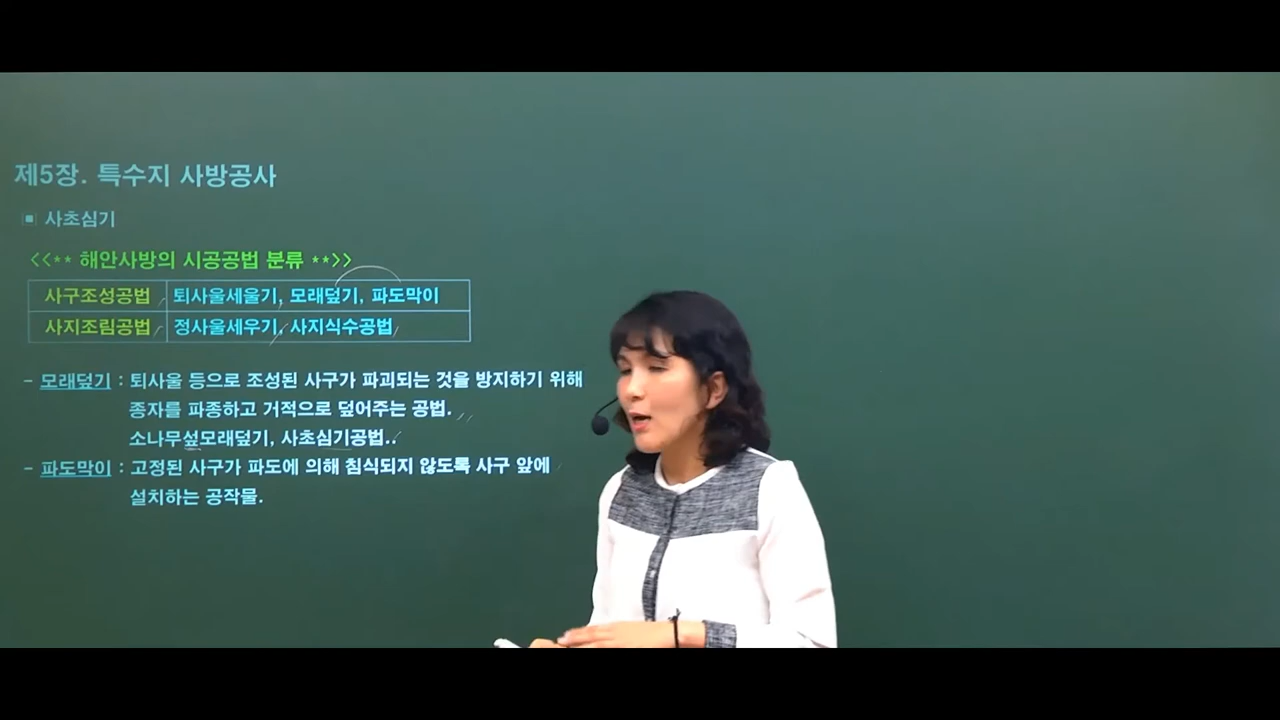 제5장. 특수지 사방공사
▣ 사초심기
<<** 해안사방의 시공공법 분류 **>>
사구조성공법 퇴사울세울기, 모래덮기, 파도막이
사지조림공법 정사울세우기, 사지식수공법
- 모래덮기 : 퇴사울 등으로 조성된 사구가 파괴되는 것을 방지하기 위해
종자를 파종하고 거적으로 덮어주는 공법.
소나무섶모래덮기, 사초심기공법..
- 파도막이 : 고정된 사구가 파도에 의해 침식되지 않도록 사구 앞에
설치하는 공작물.